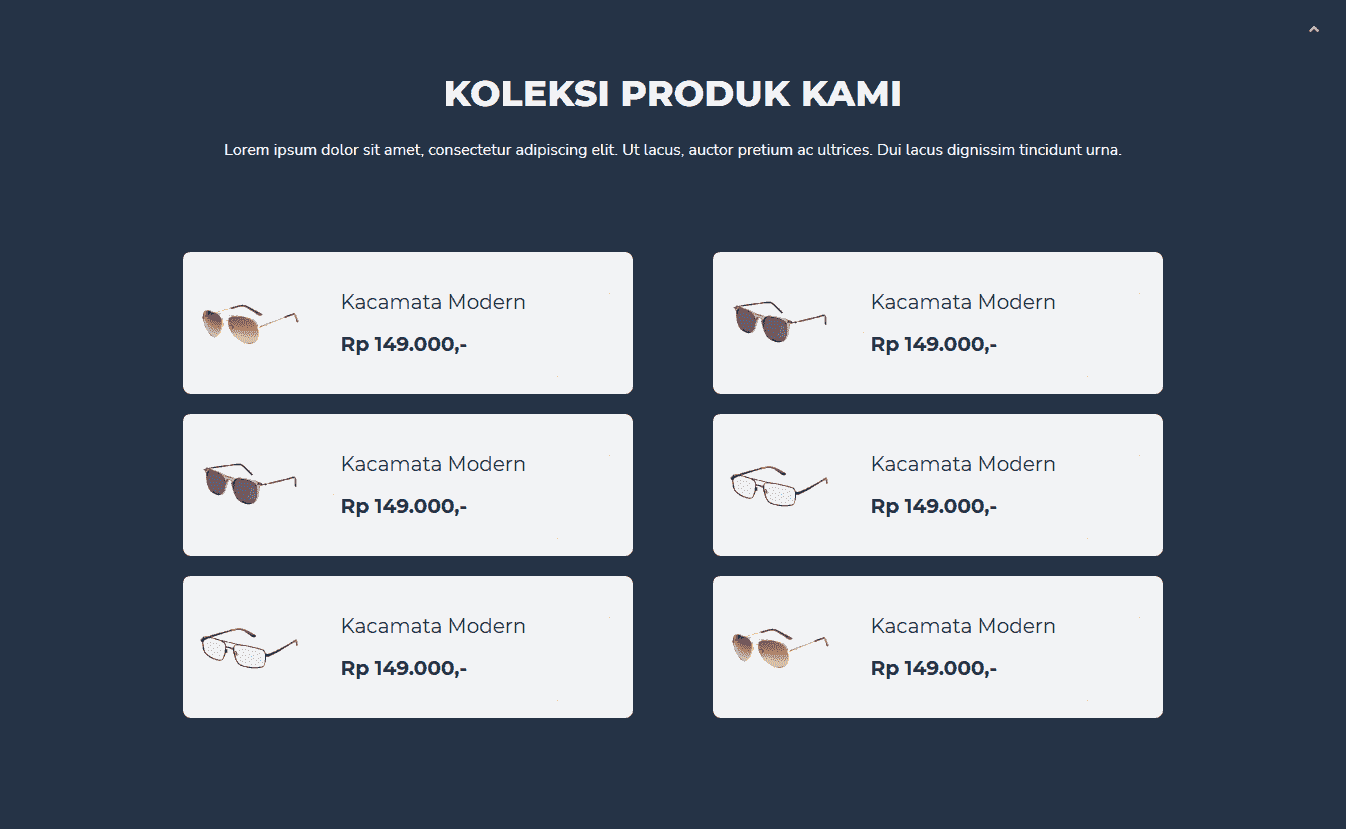 KOLEKSI PRODUK KAMI
Lorem ipsum dolor sit amet, consectetur adipiscing elit. Ut lacus, auctor pretium ac ultrices. Dui lacus dignissim tincidunt urna.
Kacamata Modern
Rp 149.000,-
Kacamata Modern
Rp 149.000,-
Kacamata Modern
Rp 149.000,-
Kacamata Modern
Rp 149.000,-
Kacamata Modern
Rp 149.000,-
Kacamata Modern
Rp 149.000,-